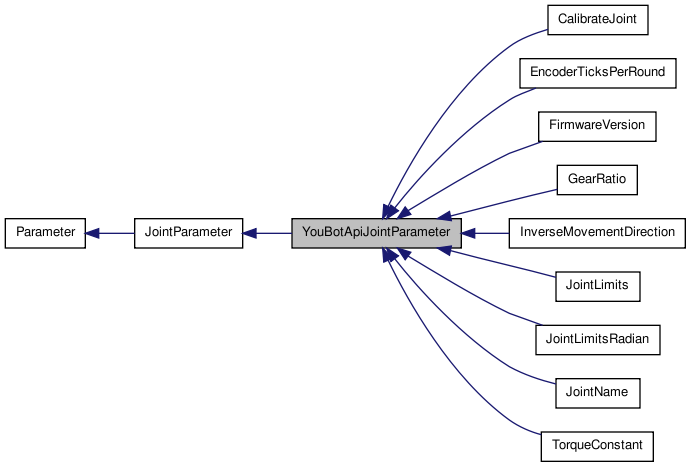 Parameter
JointParameter
YouBotApiJointParameter
CalibrateJoint
EncoderTicksPerRound
FirmwareVersion
GearRatio
InverseMovementDirection
JointLimits
JointLimitsRadian
JointName
TorqueConstant